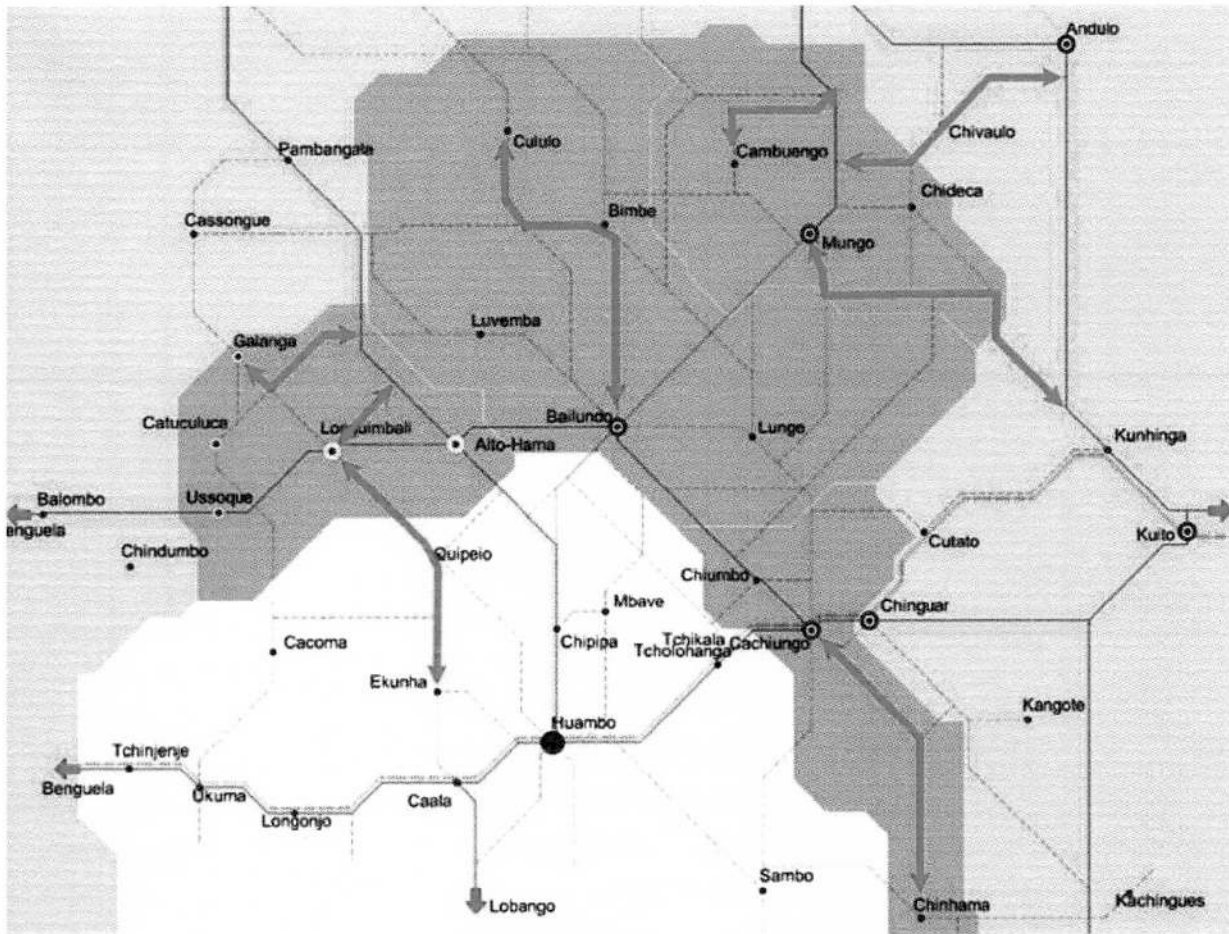 Andulo
Chivaulo
Cululo
Cambuengo
Pambangala
Chideca
Cassongue
Bimbe
Mungo
Luvemba
Galanga
Catuculuca
Bailundo
Alto-Hama
Lunge
Kunhinga
Balombo
Ussoque
enguela
Cutato
Kuito
Quipeio
Chindumbo
Chiumbo
Mbave
Chinguar
Cacoma
Chipipa
Tchikala
Cachiungo
Tcholohanga
Ekunha
Huambo
Kangote
Tchinjenje
Benguela
Ukuma
Caala
Longonjo
Sambo
Lobango
Chinhama
Kachingues